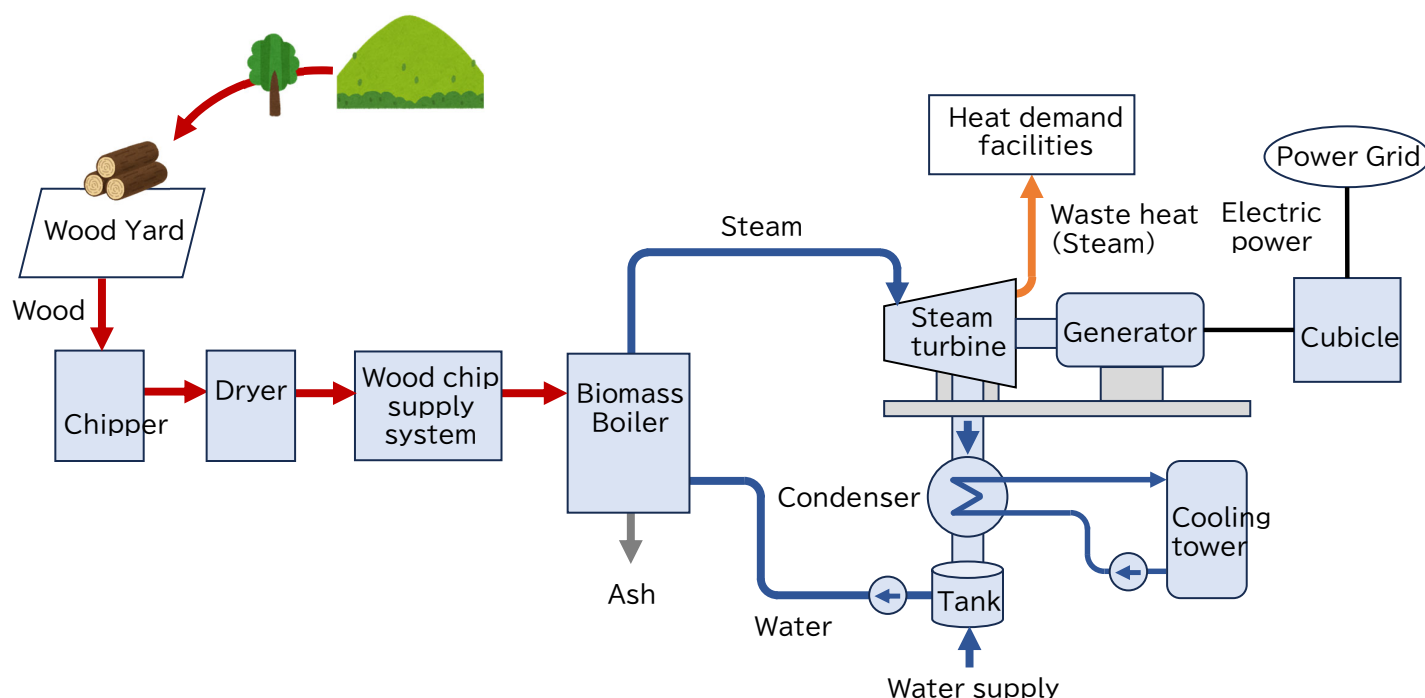 Heat demand
facilities
Power Grid
Wood Yard
Steam
Waste heat
(Steam)
Electric
power
Wood
Steam
turbine
Generator
Cubicle
Chipper
Dryer
Wood chip
supply
system
Biomass
Boiler
Condenser
Cooling
tower
Ash
Water
Tank
Water supply